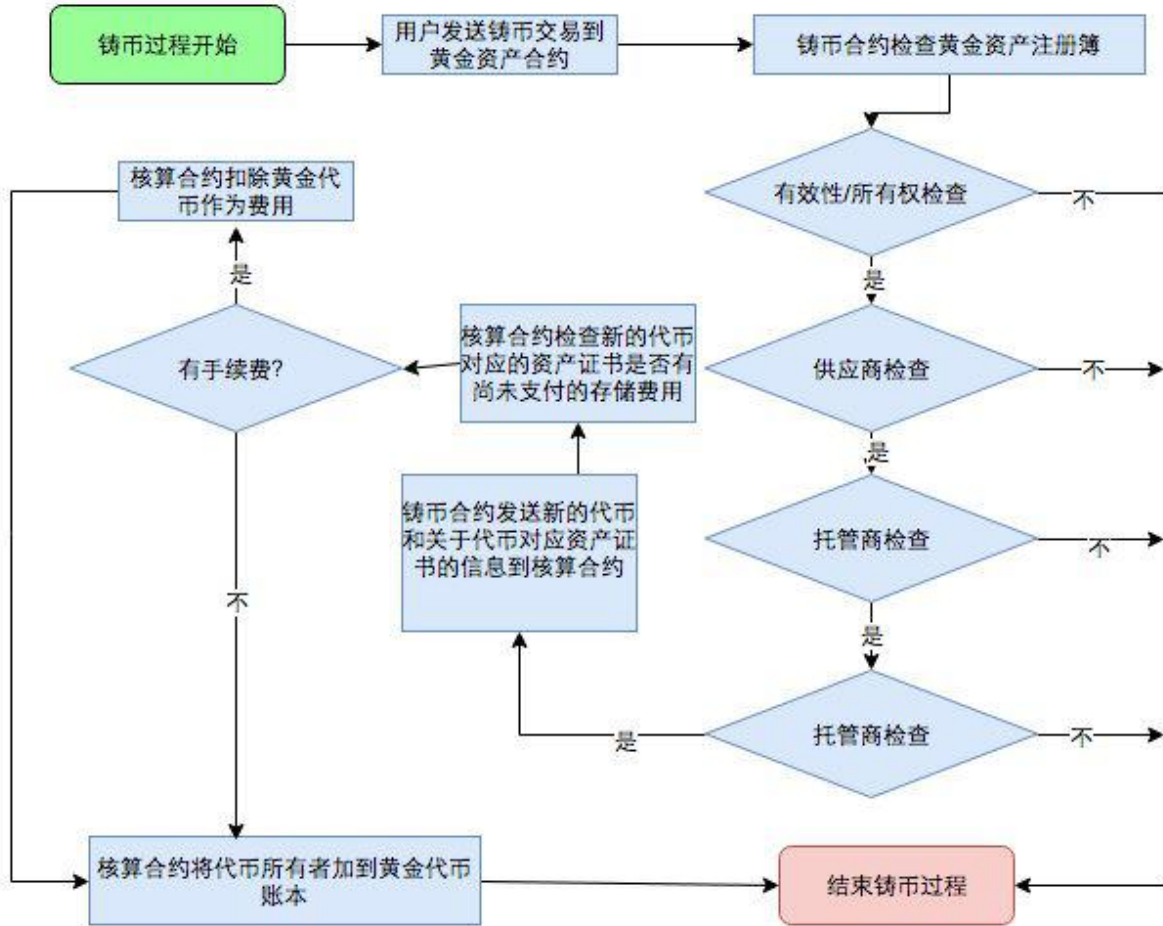 铸币过程开始
用户发送铸币交易到
黄金资产合约
铸币合约检查黄金资产注册簿
有效性/所有权检查
不
是
供应商检查
不
是
托管商检查
不
是
托管商检查
不
是
铸币合约发送新的代币
和关于代币对应资产证
书的信息到核算合约
核算合约检查新的代币
对应的资产证书是否有
尚未支付的存储费用
有手续费?
是
核算合约扣除黄金代
币作为费用
不
核算合约将代币所有者加到黄金代币
账本
结束铸币过程